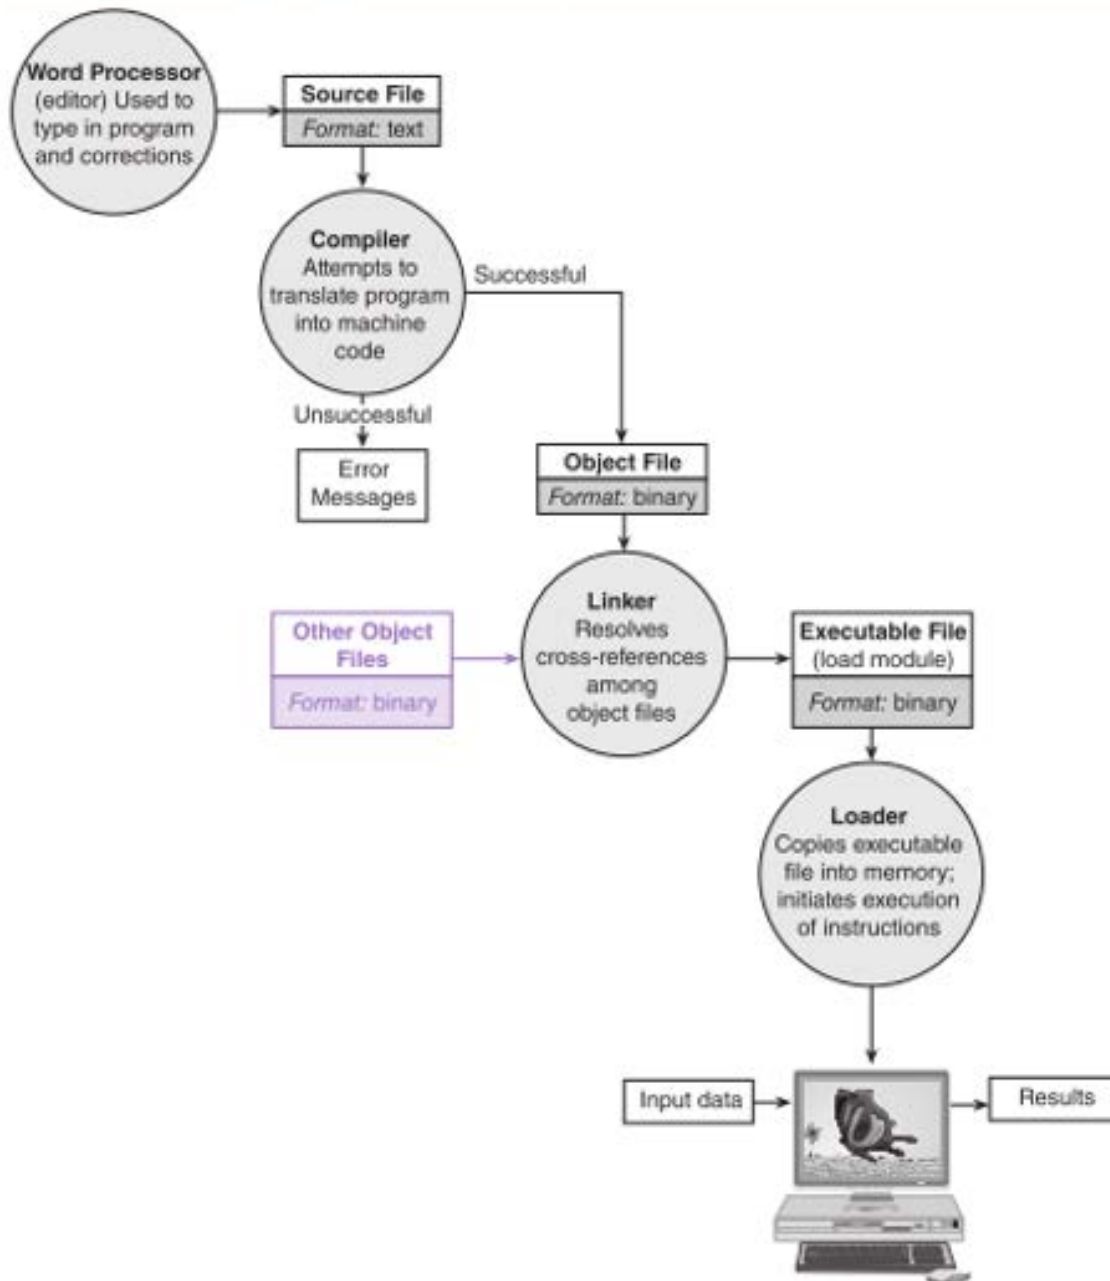 Word Processor
(editor) Used to
type in program
and corrections
Source File
Format: text
Compiler
Attempts to
translate program
into machine
code
Successful
Unsuccessful
Error
Messages
Object File
Format: binary
Other Object
Files
Format: binary
Linker
Resolves
cross-references
among
object files
Executable File
(load module)
Format: binary
Loader
Copies executable
file into memory;
initiates execution
of instructions
Input data
Results